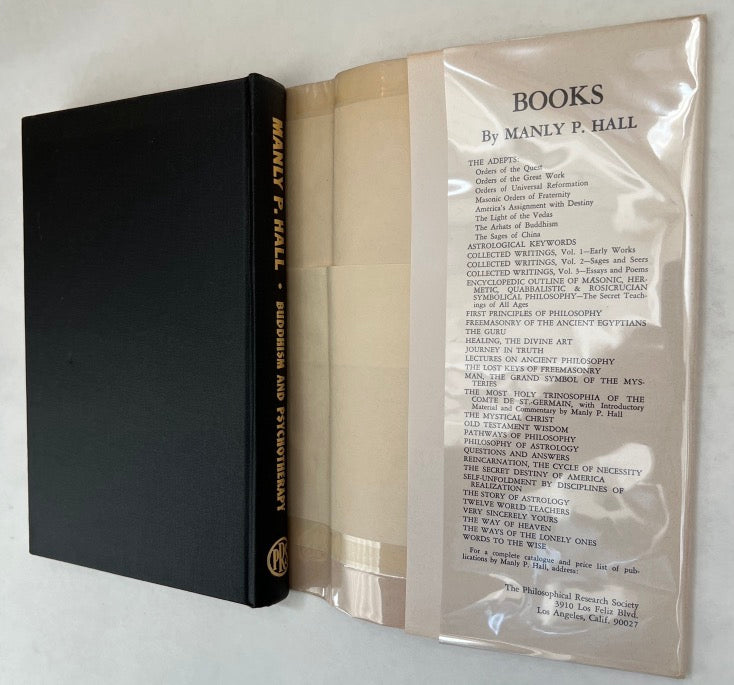 MANLY P. HALL • BUDDHISM AND PSYCHOTHERAPY
PRS
BOOKS
By MANLY P. HALL
THE ADEPTS:
Orders of the Quest
Orders of the Great Work
Orders of Universal Reformation
Masonic Orders of Fraternity
America's Assignment with Destiny
The Light of the Vedas
The Arhats of Buddhism
The Sages of China
ASTROLOGICAL KEYWORDS
COLLECTED WRITINGS, Vol. 1—Early Works
COLLECTED WRITINGS, Vol. 2—Sages and Seers
COLLECTED WRITINGS, Vol. 3—Essays and Poems
ENCYCLOPEDIC OUTLINE OF MASONIC, HER-
METIC, QUABBALISTIC & ROSICRUCIAN
SYMBOLICAL PHILOSOPHY—The Secret Teach-
ings of All Ages
FIRST PRINCIPLES OF PHILOSOPHY
FREEMASONRY OF THE ANCIENT EGYPTIANS
THE GURU
HEALING, THE DIVINE ART
JOURNEY IN TRUTH
LECTURES ON ANCIENT PHILOSOPHY
THE LOST KEYS OF FREEMASONRY
MAN, THE GRAND SYMBOL OF THE MYS-
TERIES
THE MOST HOLY TRINOSOPHIA OF THE
COMTE DE ST.-GERMAIN, with Introductory
Material and Commentary by Manly P. Hall
THE MYSTICAL CHRIST
OLD TESTAMENT WISDOM
PATHWAYS OF PHILOSOPHY
PHILOSOPHY OF ASTROLOGY
QUESTIONS AND ANSWERS
REINCARNATION, THE CYCLE OF NECESSITY
THE SECRET DESTINY OF AMERICA
SELF-UNFOLDMENT BY DISCIPLINES OF
REALIZATION
THE STORY OF ASTROLOGY
TWELVE WORLD TEACHERS
VERY SINCERELY YOURS
THE WAY OF HEAVEN
THE WAYS OF THE LONELY ONES
WORDS TO THE WISE
For a complete catalogue and price list of pub-
lications by Manly P. Hall, address:
The Philosophical Research Society
3910 Los Feliz Blvd.
Los Angeles, Calif. 90027